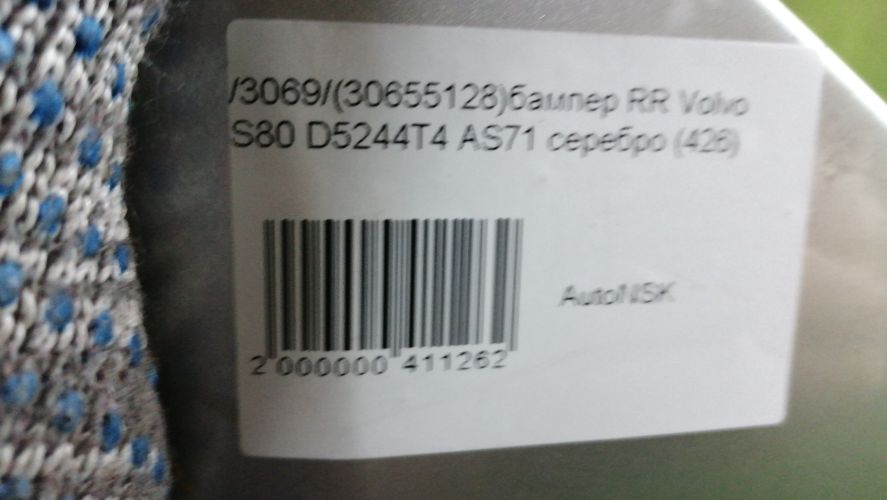 /3069/(30655128)бампер RR Volvo
S80 D5244T4 AS71 серебро (426)
2 000000 411262
AutoNSK